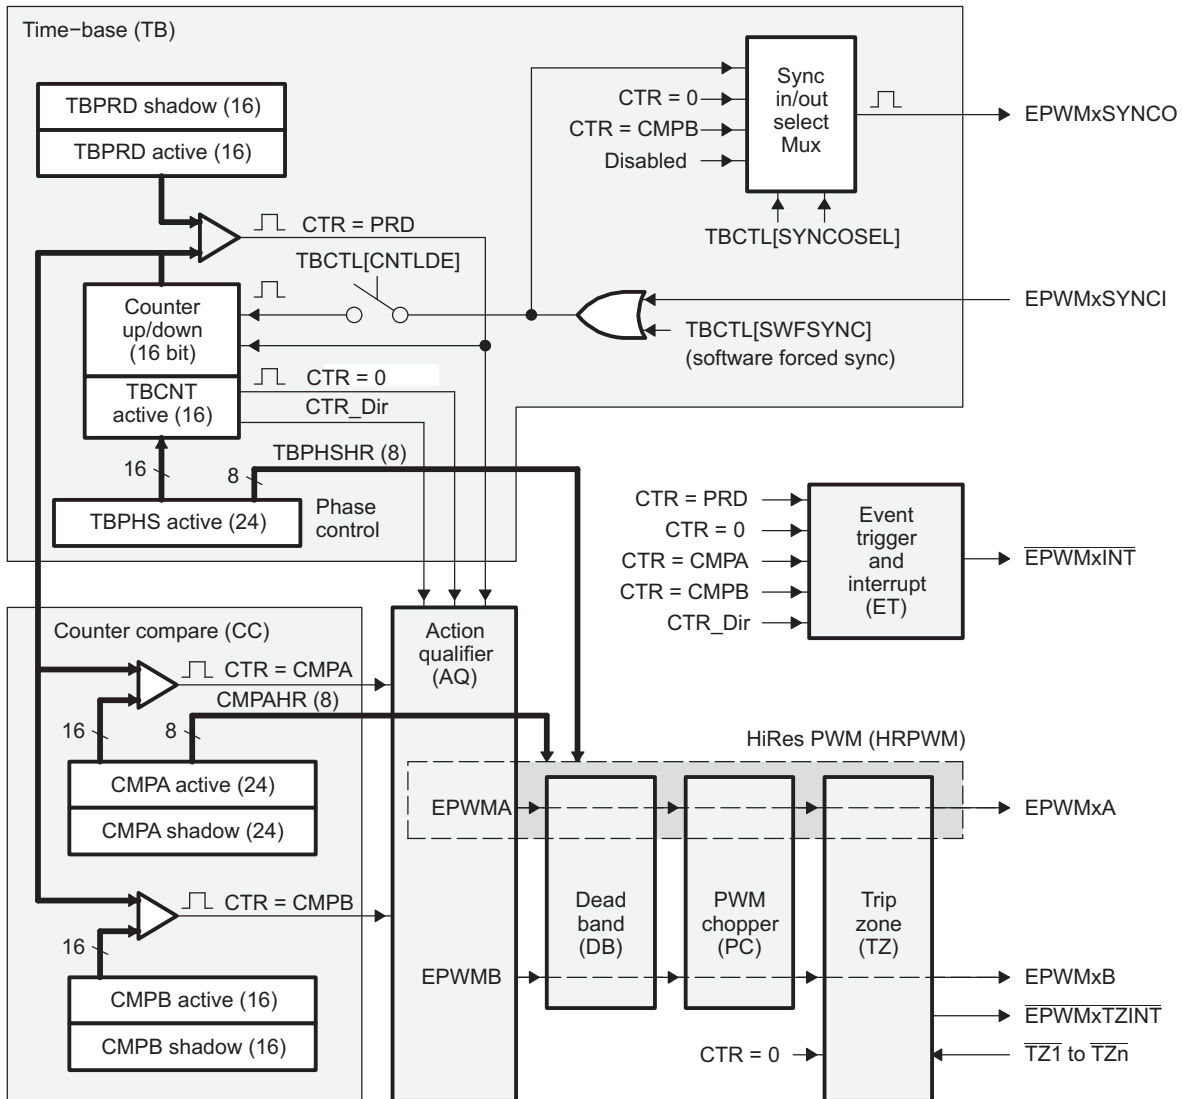 Time−base (TB)
TBPRD shadow (16)
TBPRD active (16)
CTR = PRD
TBCTL[CNTLDE]
Counter
up/down
(16 bit)
TBCNT
active (16)
CTR = 0
CTR_Dir
16
8
TBPHSHR (8)
TBPHS active (24)
Phase
control
CTR = 0
CTR = CMPB
Disabled
Sync
in/out
select
Mux
TBCTL[SYNCOSEL]
EPWMxSYNCO
EPWMxSYNCI
TBCTL[SWFSYNC]
(software forced sync)
CTR = PRD
CTR = 0
CTR = CMPA
CTR = CMPB
CTR_Dir
Event
trigger
and
interrupt
(ET)
EPWMxINT
Counter compare (CC)
CTR = CMPA
CMPAHR (8)
16
8
CMPA active (24)
CMPA shadow (24)
CTR = CMPB
16
CMPB active (16)
CMPB shadow (16)
Action
qualifier
(AQ)
HiRes PWM (HRPWM)
EPWMA
EPWMxA
Dead
band
(DB)
PWM
chopper
(PC)
Trip
zone
(TZ)
EPWMB
EPWMxB
EPWMxTZINT
CTR = 0
TZ1 to TZn